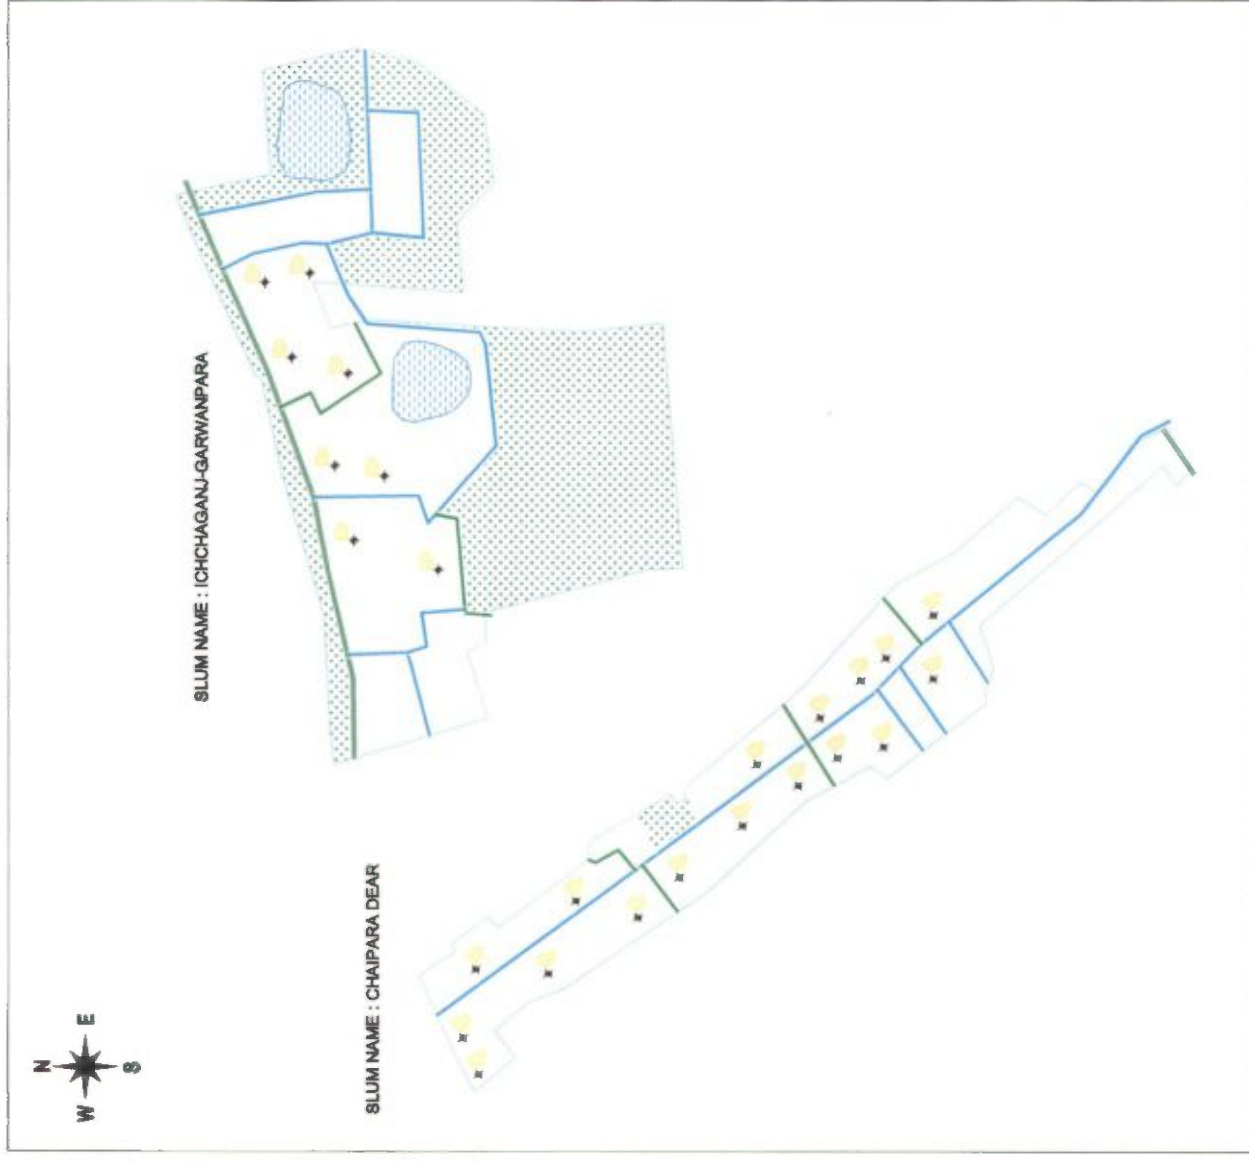 N
W E
S
SLUM NAME : ICHCHAGANJ-GARWANPARA
SLUM NAME : CHAIPARA DEAR